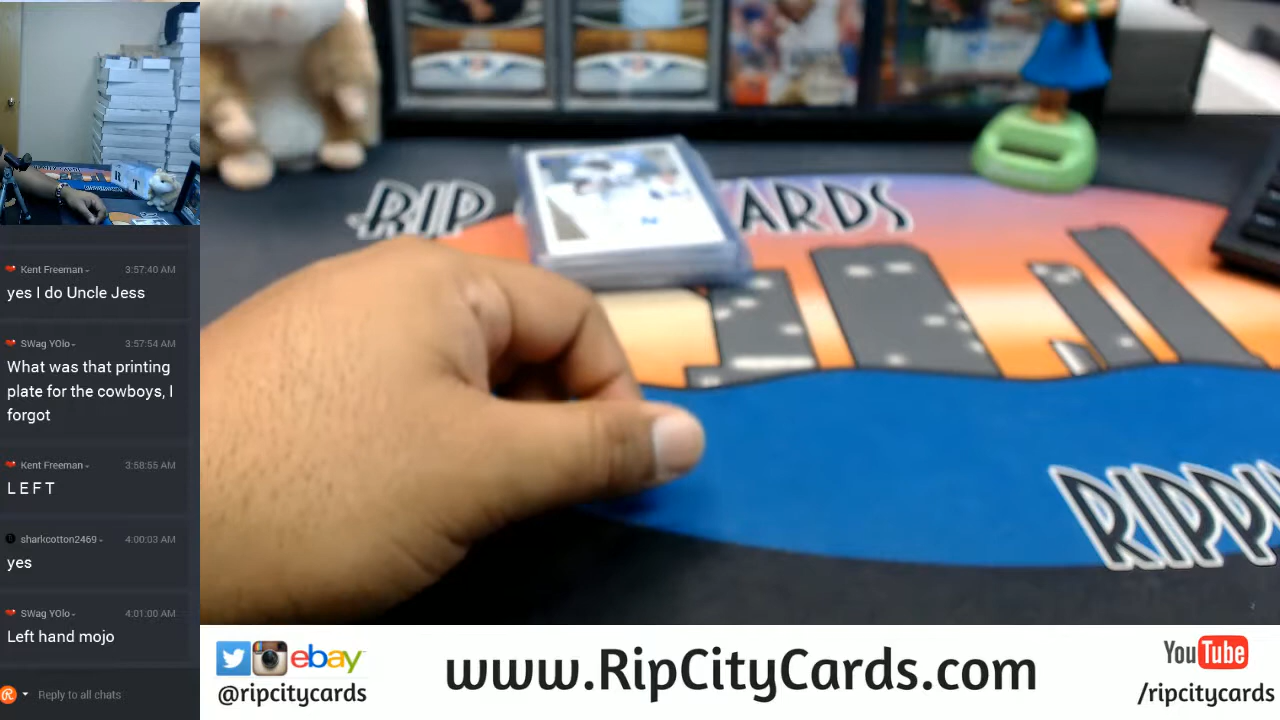 Kent Freeman 3:57:40 AM
yes I do Uncle Jess
SWag YOlo 3:57:54 AM
What was that printing
plate for the cowboys, I
forgot
Kent Freeman 3:58:55 AM
L E F T
sharkcotton2469 4:00:03 AM
yes
SWag YOlo 4:01:00 AM
Left hand mojo
Reply to all chats
RIP CARDS
RIPPI
ebay
@ripcitycards
www.RipCityCards.com
YouTube
/ripcitycards